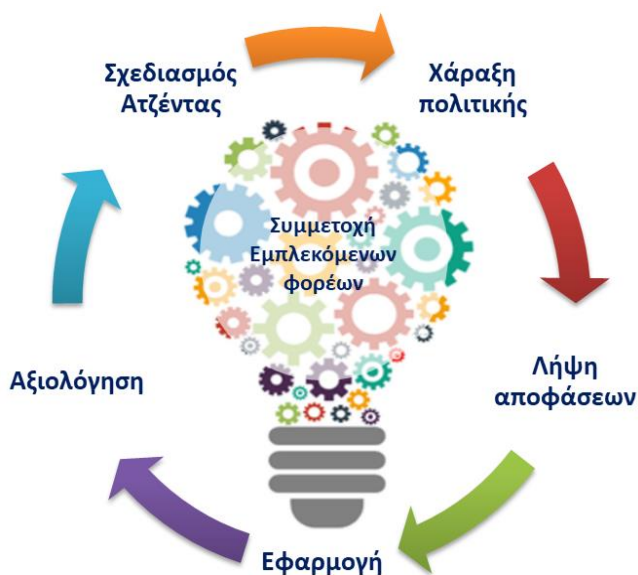 Σχεδιασμός
Ατζέντας
Χάραξη
πολιτικής
Συμμετοχή
Εμπλεκόμενων
φορέων
Λήψη
αποφάσεων
Εφαρμογή
Αξιολόγηση